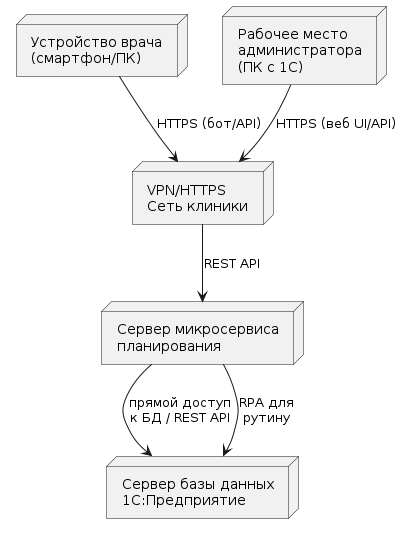 Устройство врача
(смартфон/ПК)
Рабочее место
администратора
(ПК с 1С)
HTTPS (бот/API)
HTTPS (веб UI/API)
VPN/HTTPS
Сеть клиники
REST API
Сервер микросервиса
планирования
прямой доступ
к БД / REST API
RPA для
рутину
Сервер базы данных
1С:Предприятие